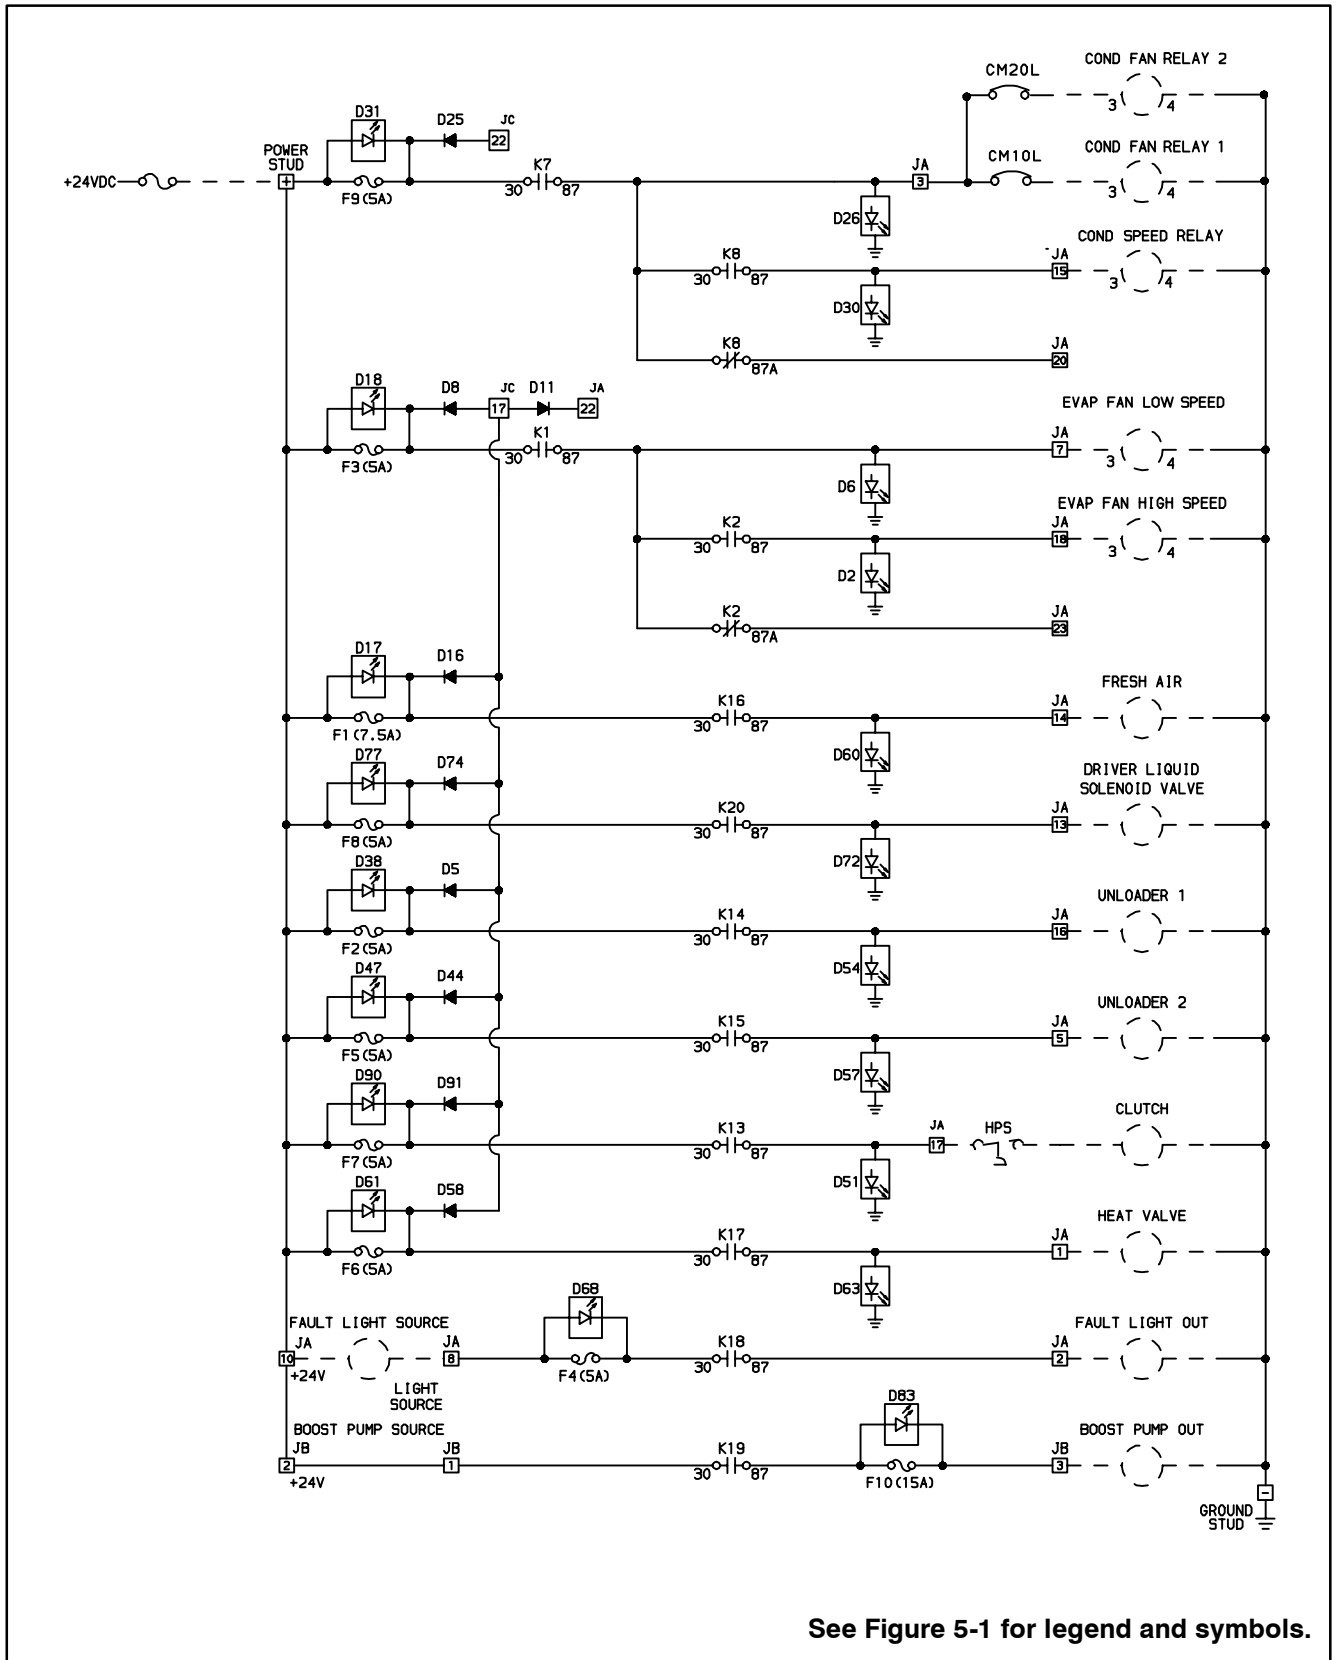 COND FAN RELAY 2
CM20L
3 4
D31 D25 JC
22
POWER
STUD
+24VDC
+
F9(5A)
K7
30 87
JA
3
CM10L
COND FAN RELAY 1
3 4
D26
COND SPEED RELAY
K8
30 87
JA
15
3 4
D30
K8
87A
JA
20
D18 D8 JC D11 JA
17 22
EVAP FAN LOW SPEED
F3(5A)
K1
30 87
JA
7
3 4
D6
EVAP FAN HIGH SPEED
K2
30 87
JA
18
3 4
D2
K2
87A
JA
23
D17 D16
FRESH AIR
F1(7.5A)
K16
30 87
JA
14
D60
D77 D74
DRIVER LIQUID
SOLENOID VALVE
F8(5A)
K20
30 87
JA
13
D72
D38 D5
UNLOADER 1
F2(5A)
K14
30 87
JA
16
D54
D47 D44
UNLOADER 2
F5(5A)
K15
30 87
JA
5
D57
D90 D91
CLUTCH
F7(5A)
K13
30 87
JA
17
HPS
D51
D61 D58
HEAT VALVE
F6(5A)
K17
30 87
JA
1
D63
D68
FAULT LIGHT SOURCE
JA
10
+24V
JA
8
LIGHT
SOURCE
F4(5A)
K18
30 87
FAULT LIGHT OUT
JA
2
D83
BOOST PUMP SOURCE
JB
2
+24V
JB
1
K19
30 87
F10(15A)
BOOST PUMP OUT
JB
3
-
GROUND
STUD
See Figure 5-1 for legend and symbols.